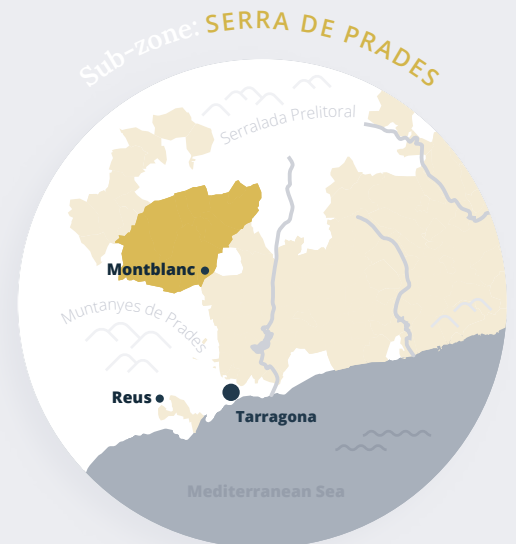 Sub-zone: SERRA DE PRADES
Serralada Prelitoral
Montblanc
Muntanyes de Prades
Reus
Tarragona
Mediterranean Sea